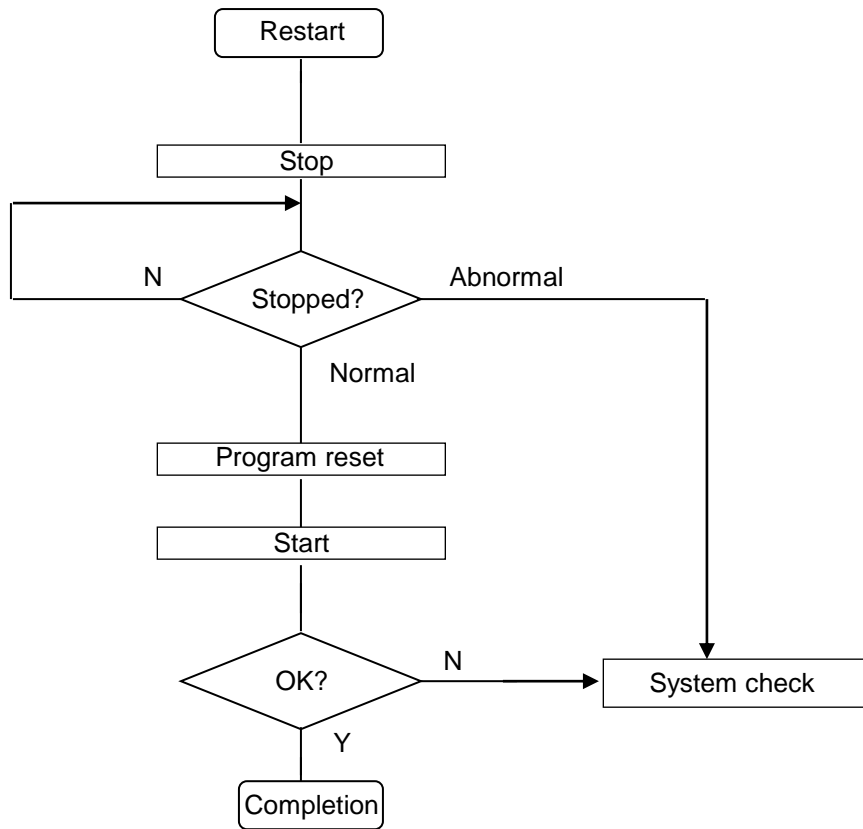 Restart
Stop
N
Stopped?
Abnormal
Normal
Program reset
Start
OK?
N
System check
Y
Completion